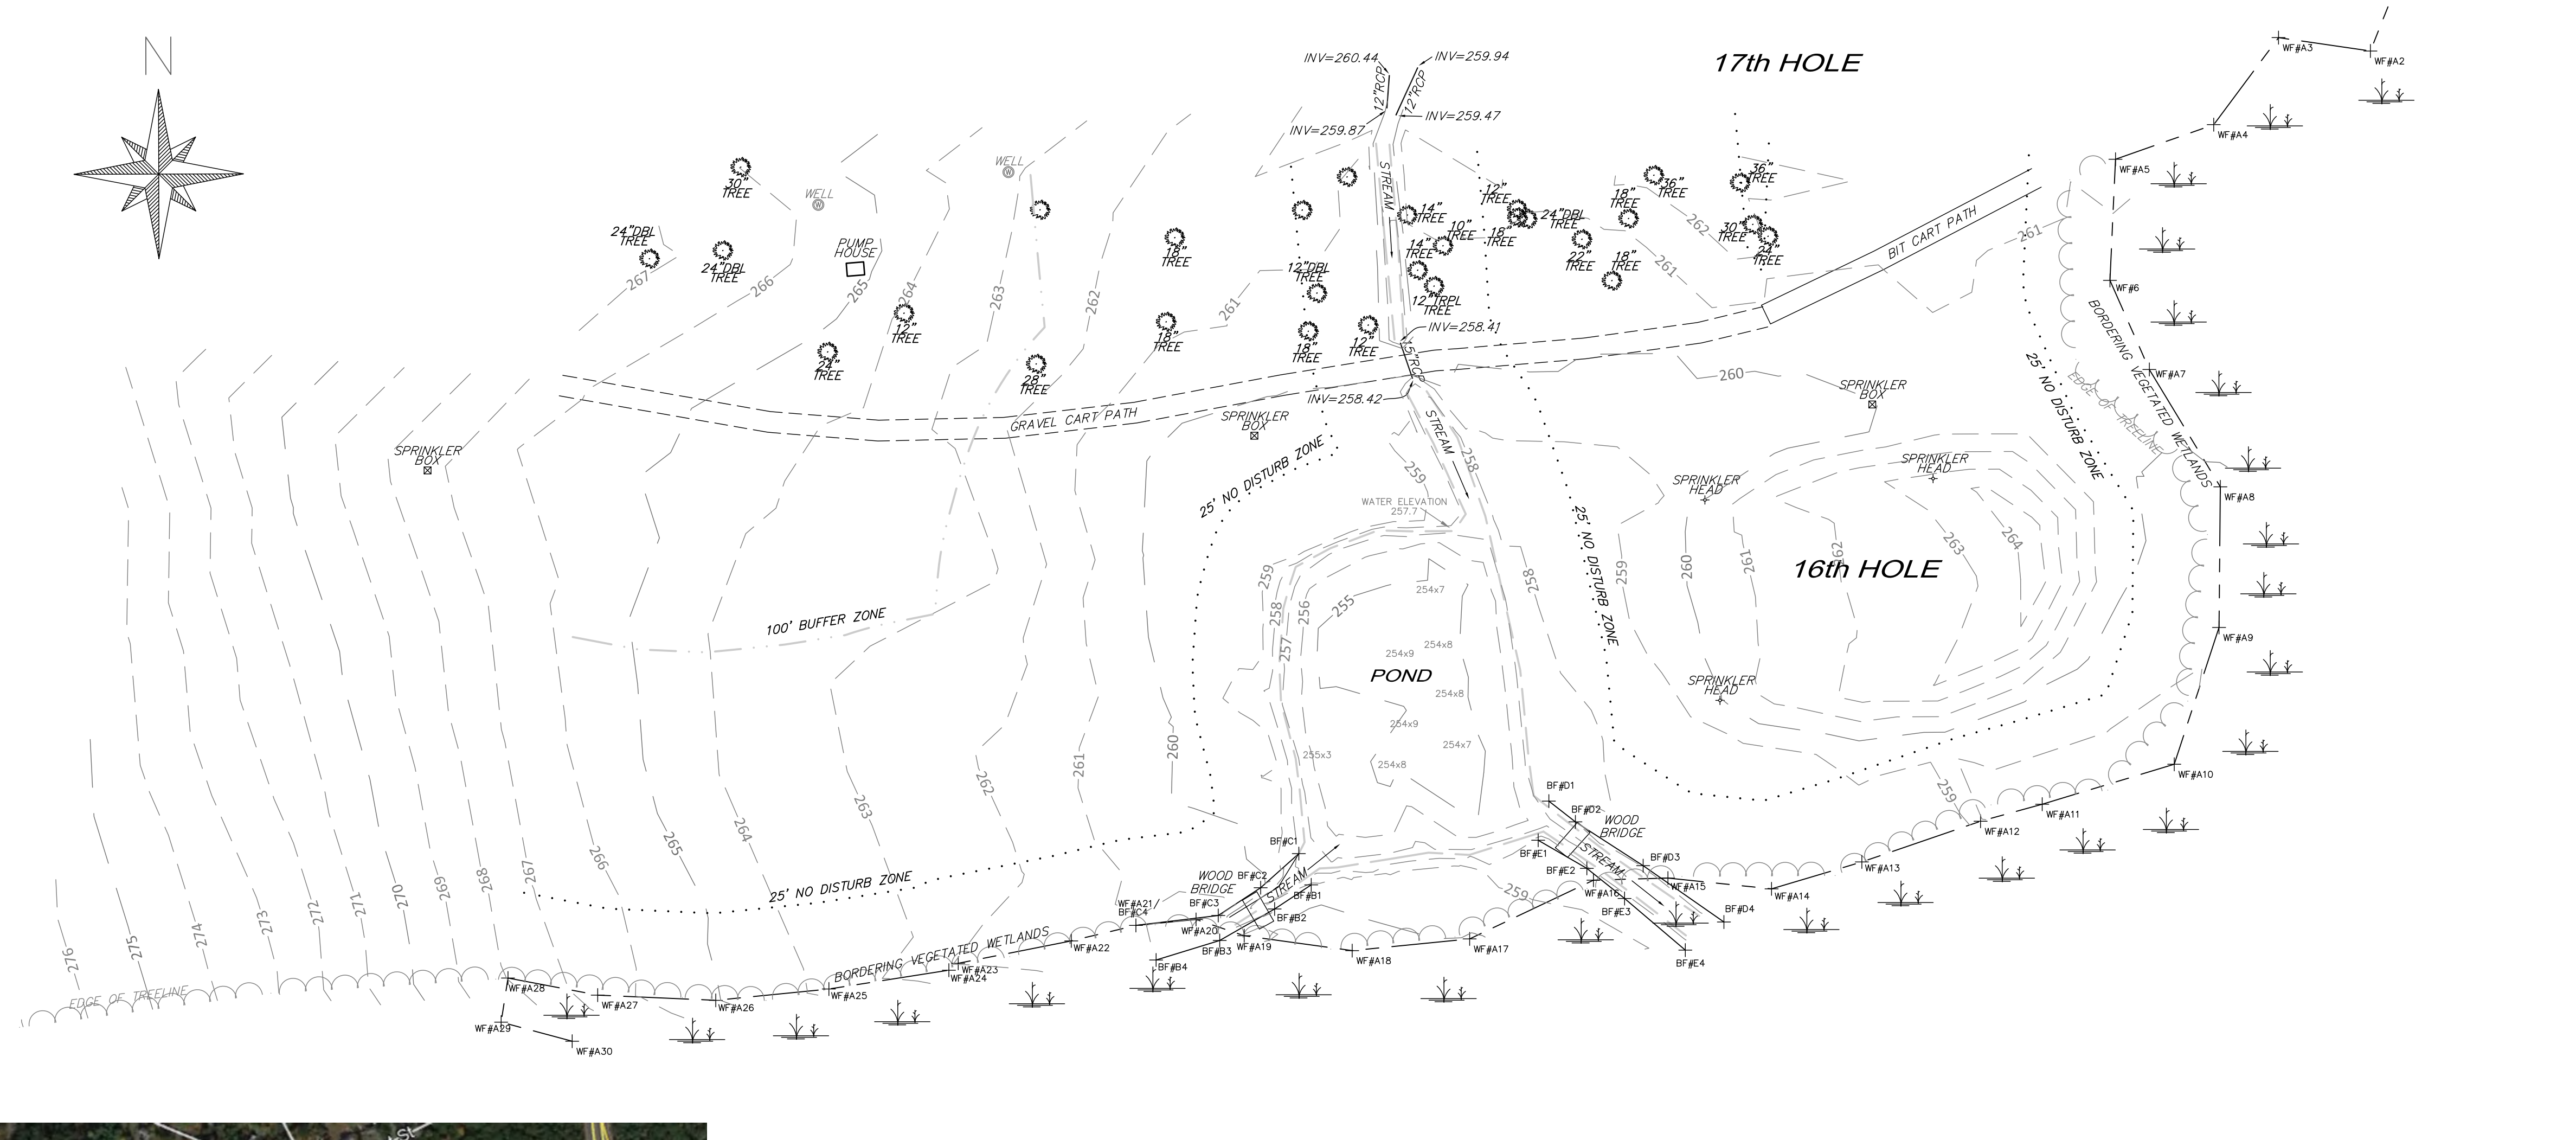 N
17th HOLE
INV=260.44
INV=259.94
12"RCP
12"RCP
INV=259.87
INV=259.47
WF#A3
WF#A2
WF#A4
WF#A5
WELL
WELL
30"
TREE
24"DBL
TREE
24"DBL
TREE
PUMP
HOUSE
STREAM
18"
TREE
14"
TREE
12"
TREE
10"
TREE
18"
TREE
24"DBL
TREE
18"
TREE
36"
TREE
36"
TREE
30"
TREE
24"
TREE
22"
TREE
18"
TREE
14"
TREE
12"DBL
TREE
12"TRPL
TREE
267
266
265
264
263
262
261
262
261
261
BIT CART PATH
WF#6
BORDERING VEGETATED WETLANDS
12"
TREE
24"
TREE
28"
TREE
18"
TREE
18"
TREE
12"
TREE
INV=258.41
15"RCP
INV=258.42
GRAVEL CART PATH
SPRINKLER
BOX
SPRINKLER
BOX
260
SPRINKLER
BOX
25' NO DISTURB ZONE
EDGE OF TREELINE
WF#A7
WF#A8
25' NO DISTURB ZONE
STREAM
258
259
WATER ELEVATION
257.7
SPRINKLER
HEAD
SPRINKLER
HEAD
25' NO DISTURB ZONE
16th HOLE
259
258
257
256
255
258
259
260
261
262
263
264
254x7
254x8
254x9
POND
254x8
254x9
254x7
255x3
254x8
SPRINKLER
HEAD
100' BUFFER ZONE
WF#A9
WF#A10
WF#A11
WF#A12
WF#A13
WF#A14
259
276
275
274
273
272
271
270
269
268
267
266
265
264
263
262
261
260
25' NO DISTURB ZONE
BF#D1
BF#D2
WOOD
BRIDGE
BF#E1
STREAM
BF#D3
BF#E2
WF#A15
WF#A16
BF#E3
BF#D4
BF#E4
259
BF#C1
WOOD
BRIDGE
BF#C2
STREAM
BF#B1
BF#C3
BF#B2
WF#A21/
BF#C4
WF#A20
WF#A19
BF#B3
BF#B4
WF#A18
WF#A17
WF#A22
BORDERING VEGETATED WETLANDS
WF#A23
WF#A24
WF#A25
WF#A26
WF#A27
WF#A28
WF#A29
WF#A30
EDGE OF TREELINE